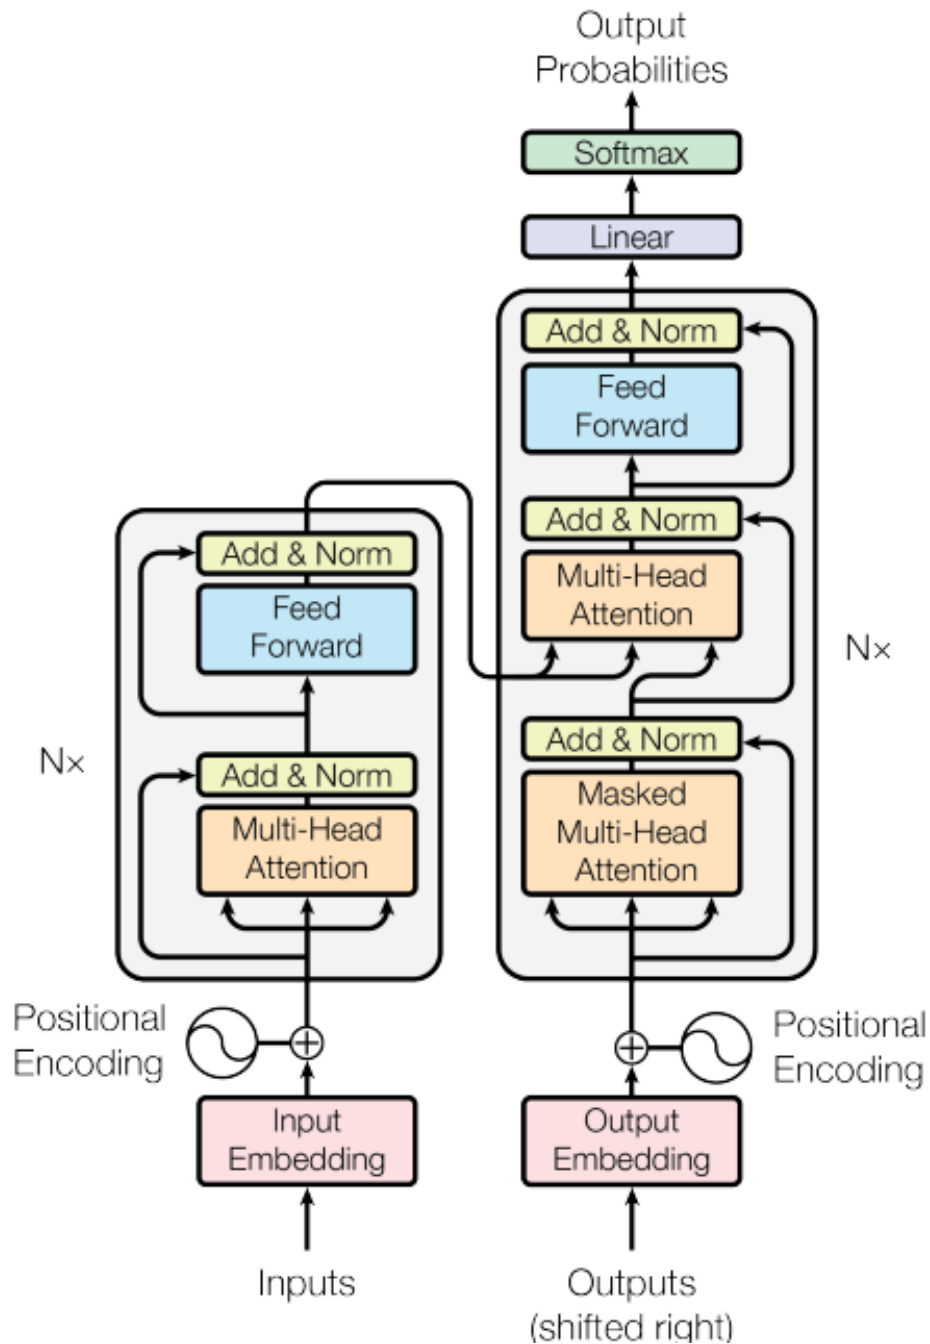 Output
Probabilities
Softmax
Linear
Add & Norm
Feed
Forward
Add & Norm
Multi-Head
Attention
N×
Add & Norm
Masked
Multi-Head
Attention
Add & Norm
Feed
Forward
N×
Add & Norm
Multi-Head
Attention
Positional
Encoding
Positional
Encoding
Input
Embedding
Output
Embedding
Inputs
Outputs
(shifted right)